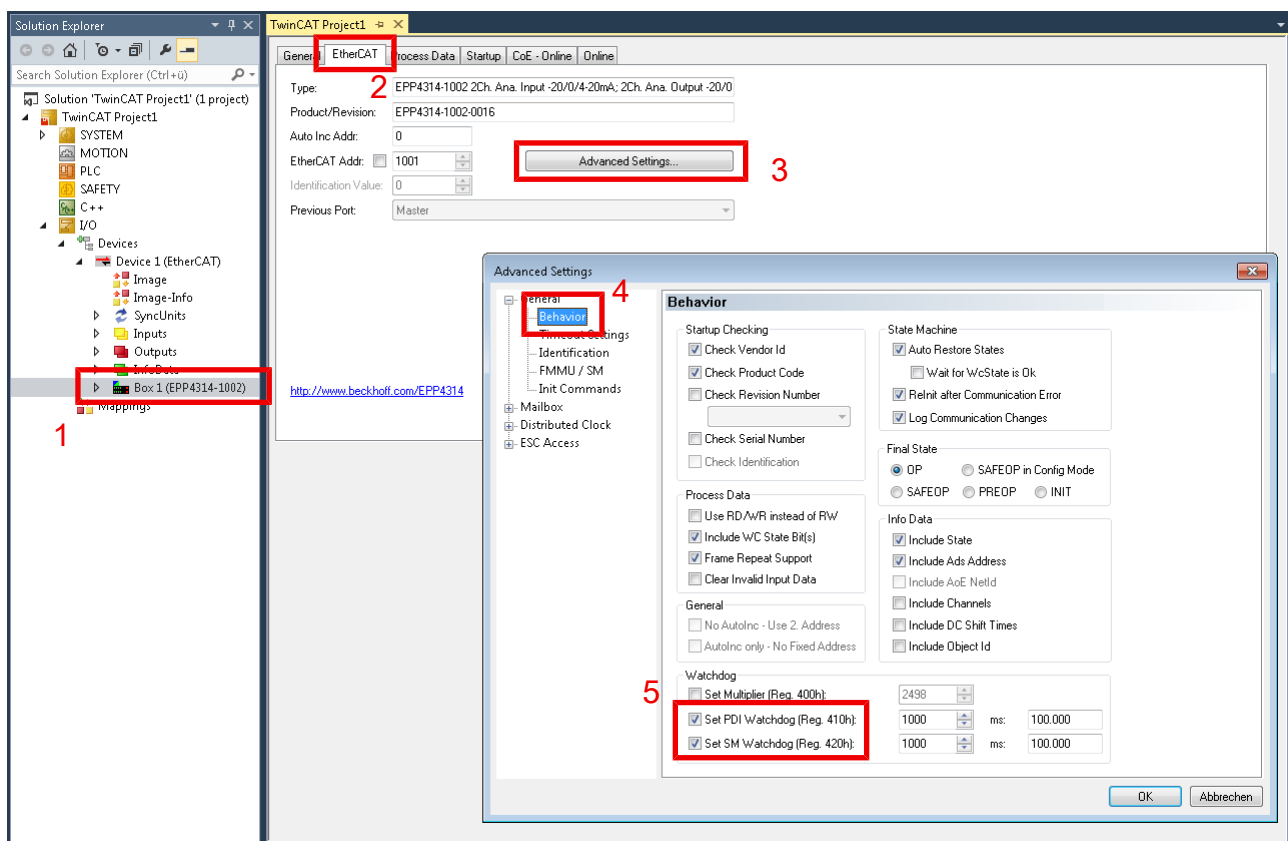 Solution Explorer
Search Solution Explorer (Ctrl+ü)
Solution 'TwinCAT Project1' (1 project)
TwinCAT Project1
SYSTEM
MOTION
PLC
SAFETY
C++
I/O
Devices
Device 1 (EtherCAT)
Image
Image-Info
SyncUnits
Inputs
Outputs
InfoData
Box 1 (EPP4314-1002)
Mappings
1
TwinCAT Project1
General EtherCAT Process Data Startup CoE - Online Online
2
Type: EPP4314-1002 2Ch. Ana. Input -20/0/4-20mA; 2Ch. Ana. Output -20/0
Product/Revision: EPP4314-1002-0016
Auto Inc Addr: 0
EtherCAT Addr: 1001 Advanced Settings...
3
Identification Value: 0
Previous Port: Master
http://www.beckhoff.com/EPP4314
Advanced Settings
General
4
Behavior
Timeout Settings
Identification
FMMU / SM
Init Commands
Mailbox
Distributed Clock
ESC Access
Behavior
Startup Checking
Check Vendor Id
Check Product Code
Check Revision Number
Check Serial Number
Check Identification
Process Data
Use RD/WR instead of RW
Include WC State Bit(s)
Frame Repeat Support
Clear Invalid Input Data
General
No AutoInc - Use 2. Address
AutoInc only - No Fixed Address
State Machine
Auto Restore States
Wait for WcState is Ok
ReInit after Communication Error
Log Communication Changes
Final State
OP SAFEOP in Config Mode
SAFEOP PREOP INIT
Info Data
Include State
Include Ads Address
Include AoE NetId
Include Channels
Include DC Shift Times
Include Object Id
Watchdog
5
Set Multiplier (Reg. 400h): 2498
Set PDI Watchdog (Reg. 410h): 1000 ms: 100.000
Set SM Watchdog (Reg. 420h): 1000 ms: 100.000
OK Abbrechen